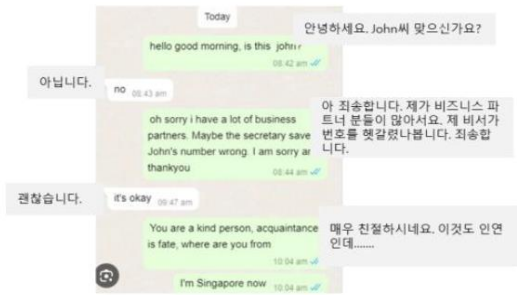 Today
안녕하세요. John씨 맞으신가요?
hello good morning, is this john?
08:42 am
아닙니다.
no 08:43 am
oh sorry i have a lot of business
partners. Maybe the secretary save
John's number wrong. I am sorry an
thankyou
08:44 am
아 죄송합니다. 제가 비즈니스 파
트너 분들이 많아서요. 제 비서가
번호를 헷갈렸나봅니다. 죄송합
니다.
괜찮습니다.
it's okay 09:47 am
You are a kind person, acquaintance
is fate, where are you from
10:04 am
매우 친절하시네요. 이것도 인연
인데.......
I'm Singapore now 10:04 am